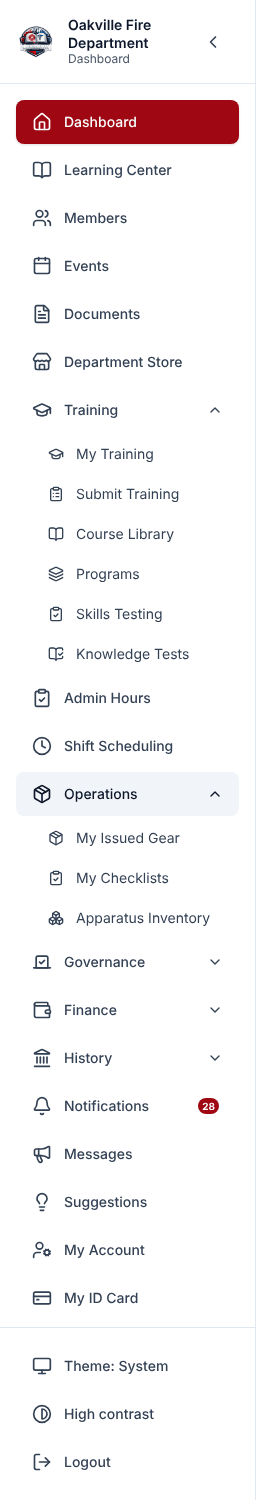 Oakville Fire
Department
Dashboard
Dashboard
Learning Center
Members
Events
Documents
Department Store
Training
My Training
Submit Training
Course Library
Programs
Skills Testing
Knowledge Tests
Admin Hours
Shift Scheduling
Operations
My Issued Gear
My Checklists
Apparatus Inventory
Governance
Finance
History
Notifications 28
Messages
Suggestions
My Account
My ID Card
Theme: System
High contrast
Logout